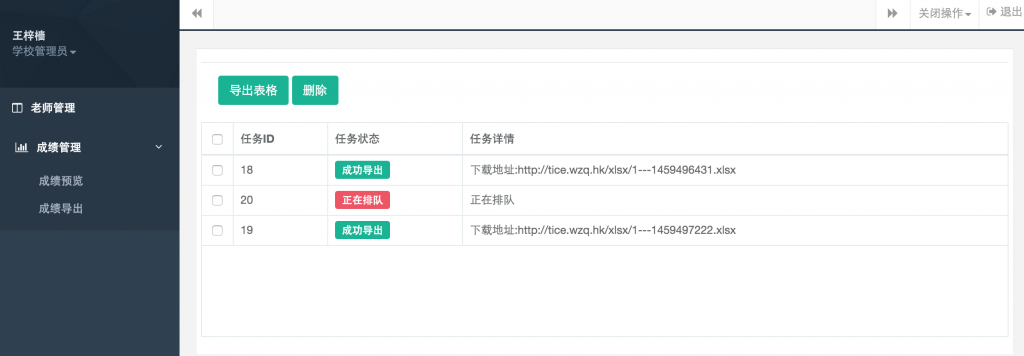 王梓樯
学校管理员
关闭操作
退出
老师管理
成绩管理
成绩预览
成绩导出
导出表格 删除
任务ID 任务状态 任务详情
18 成功导出 下载地址:http://tice.wzq.hk/xlsx/1---1459496431.xlsx
20 正在排队 正在排队
19 成功导出 下载地址:http://tice.wzq.hk/xlsx/1---1459497222.xlsx